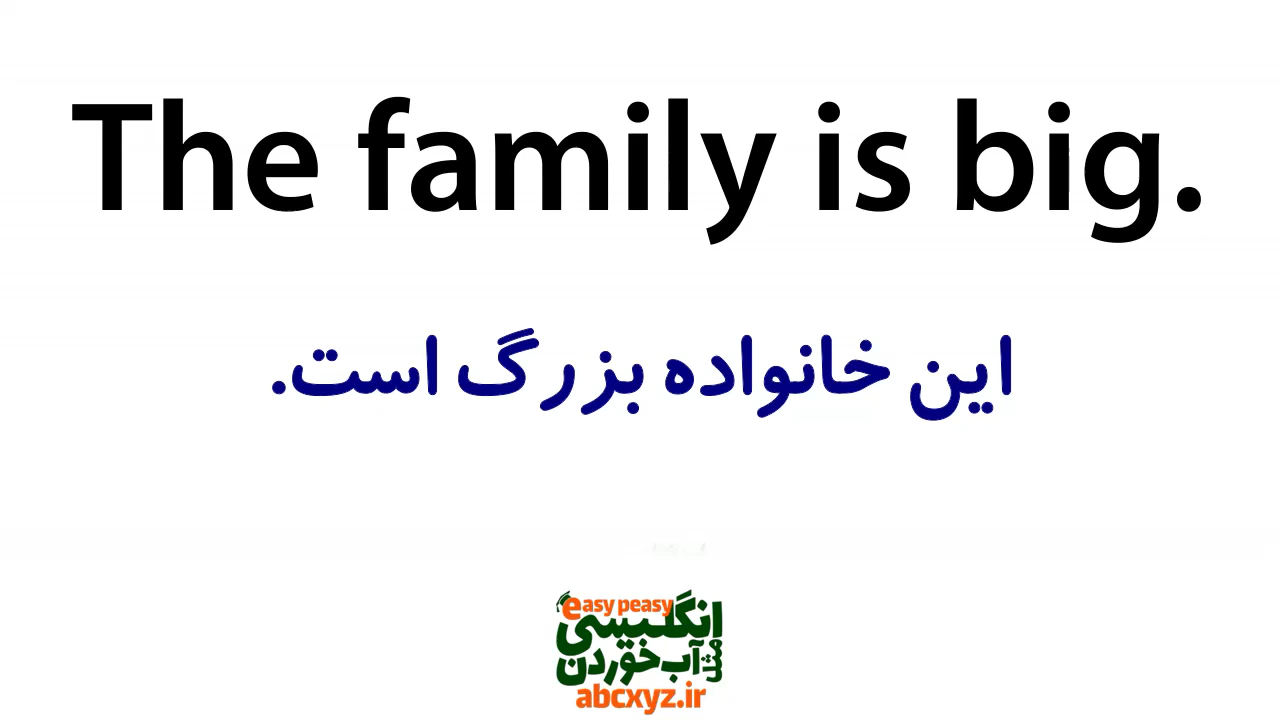 The family is big.
این خانواده بزرگ است.
easy peasy
انگلیسی
مثل آب خوردن
abcxyz.ir